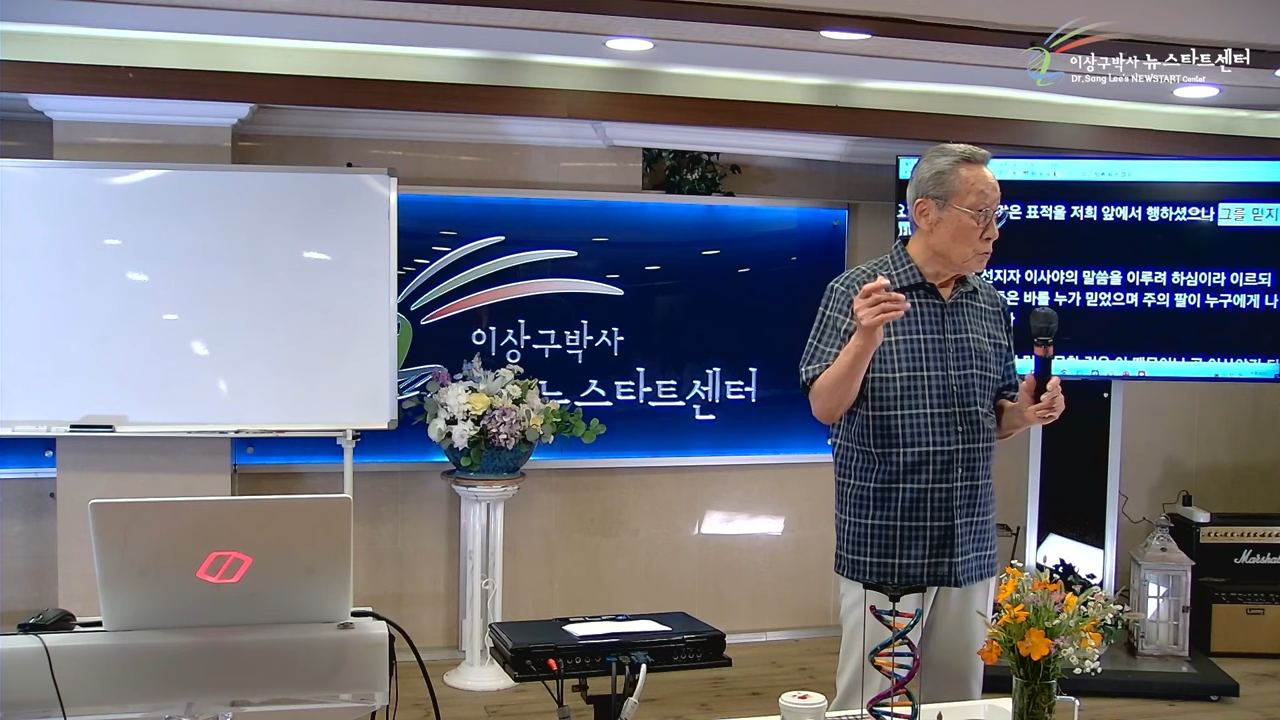 이상구박사 뉴스타트센터
Dr.Sang Lee's NEWSTART Center
같은 표적을 저희 앞에서 행하셨으나 그를 믿지
선지자 이사야의 말씀을 이루려 하심이라 이르되
바를 누가 믿었으며 주의 팔이 누구에게 나
이상구박사
뉴스타트센터
Marshall
Laney